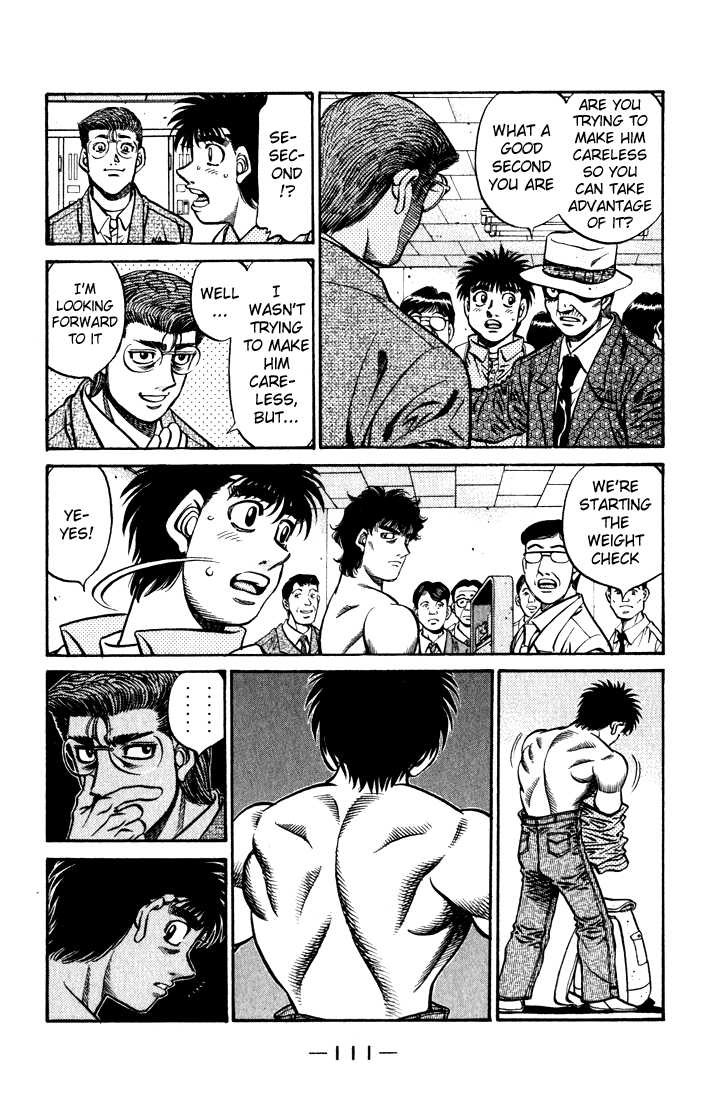 ARE YOU
TRYING TO
MAKE HIM
CARELESS
SO YOU
CAN TAKE
ADVANTAGE
OF IT?
WHAT A
GOOD
SECOND
YOU ARE
SE-
SEC-
OND
!?
I
WASN'T
TRYING
TO MAKE
HIM
CARE-
LESS,
BUT...
WELL
...
I'M
LOOKING
FORWARD
TO IT
WE'RE
STARTING
THE
WEIGHT
CHECK
YE-
YES!
......
—111—